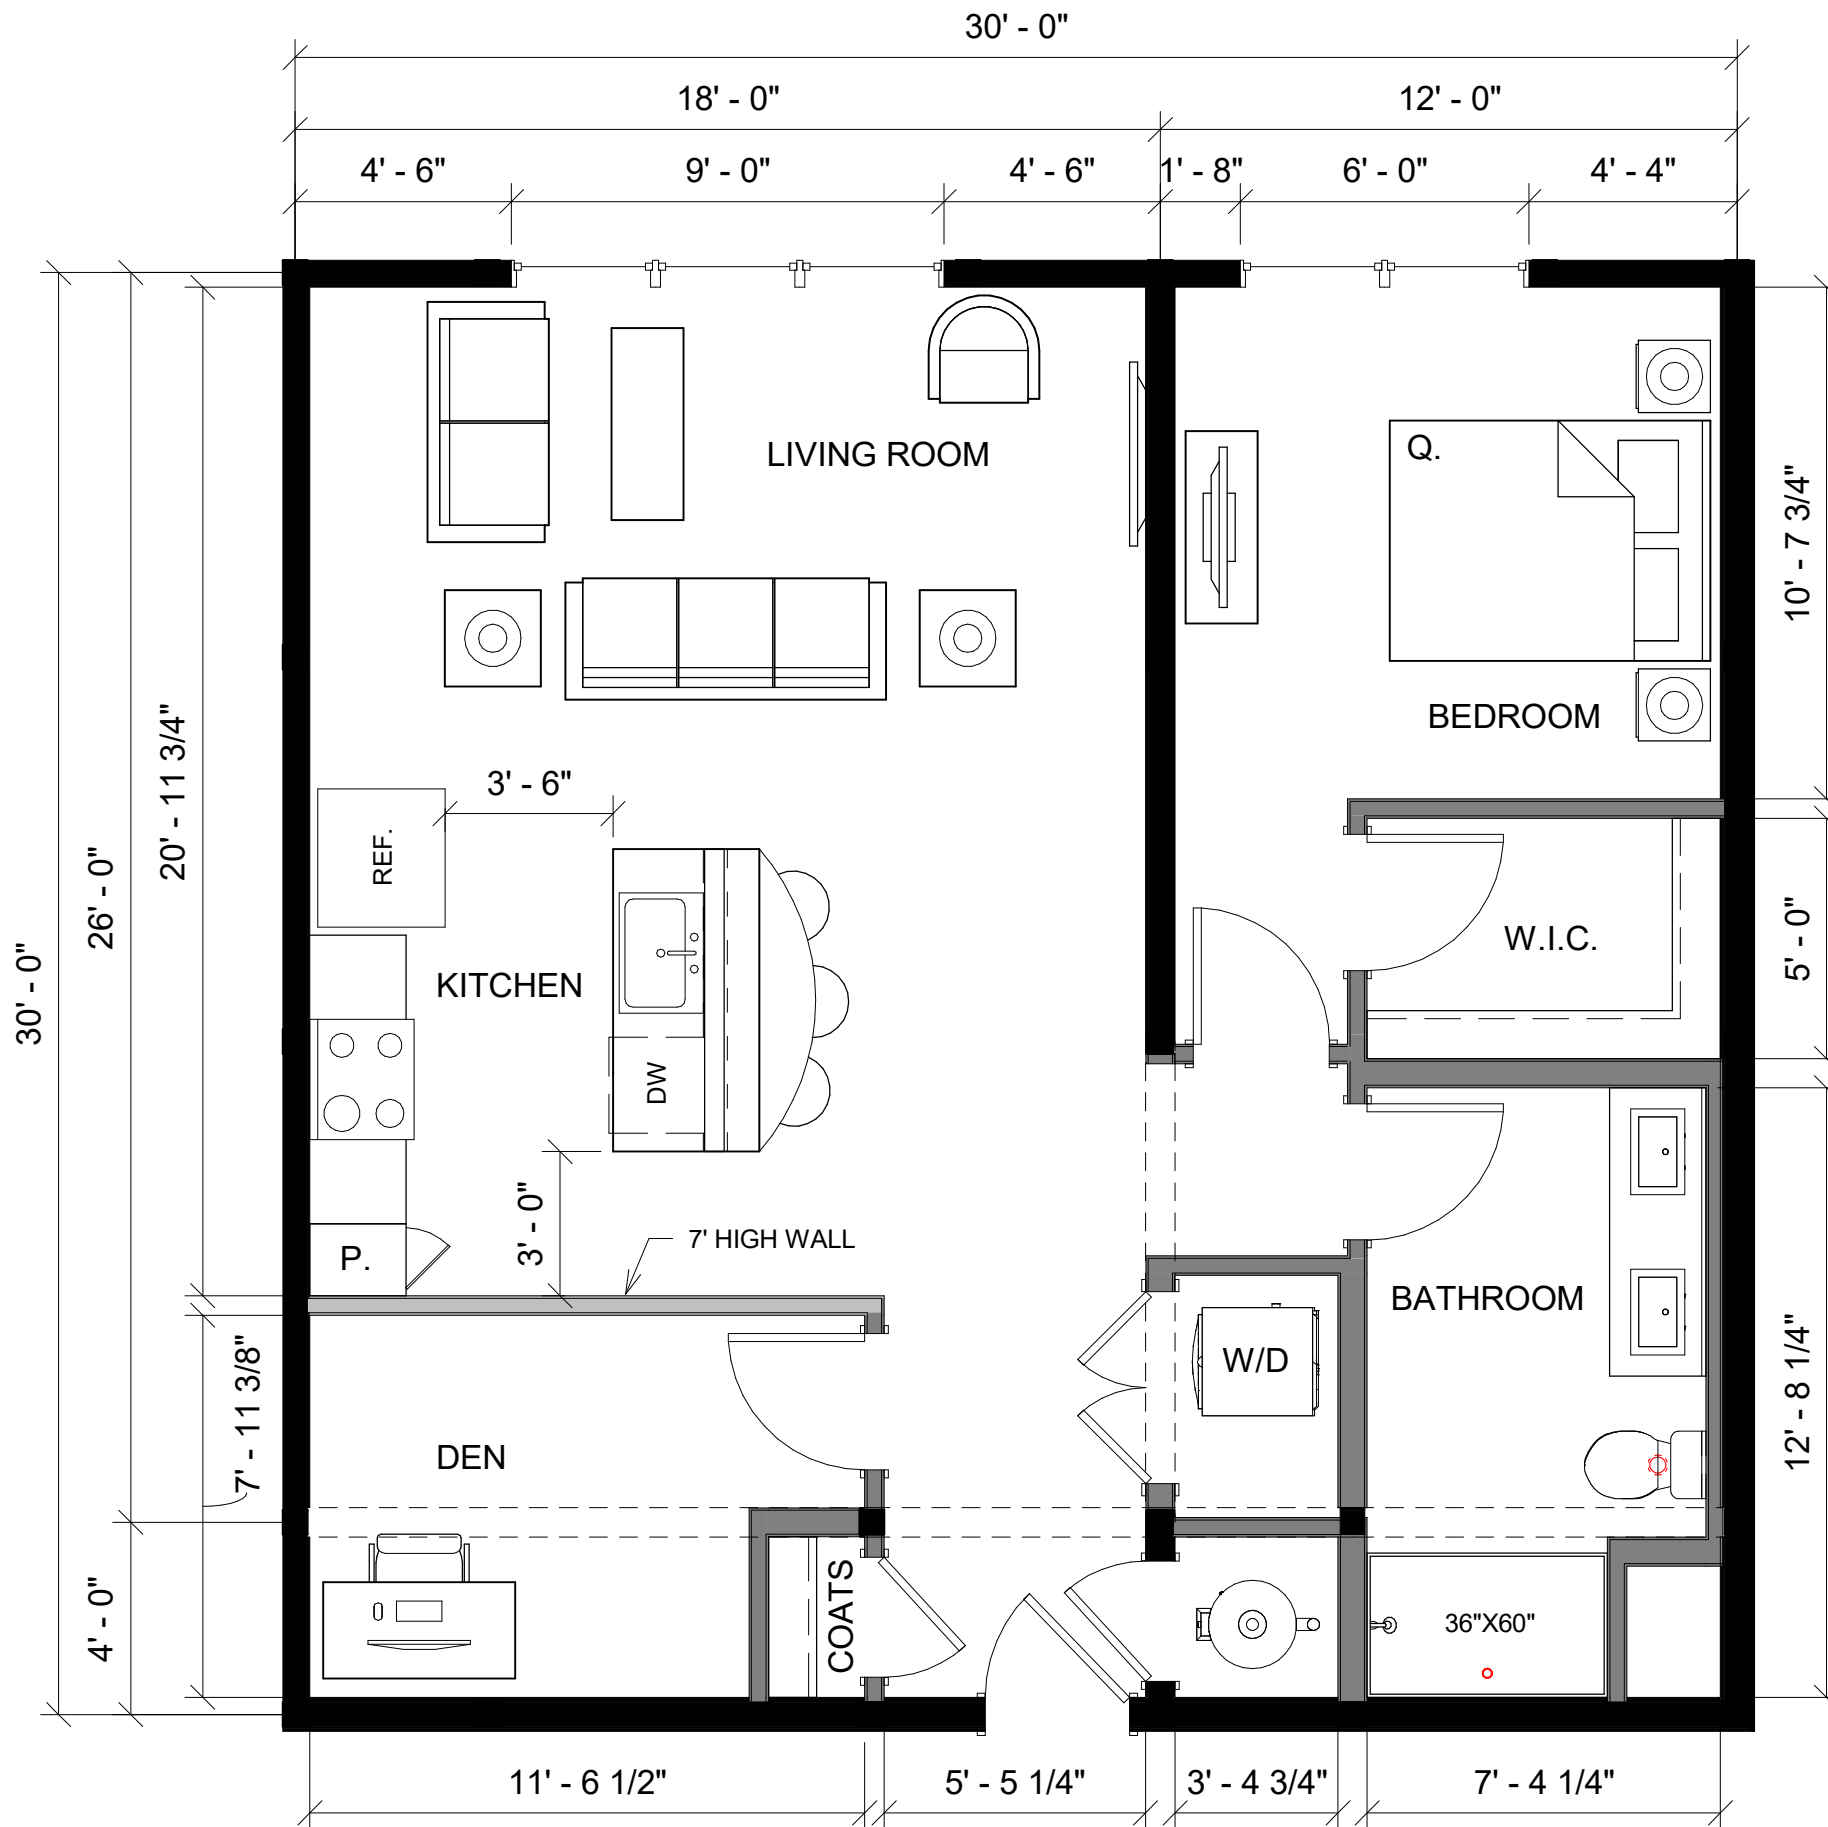 30' - 0"
18' - 0"
12' - 0"
4' - 6"
9' - 0"
4' - 6"
1' - 8"
6' - 0"
4' - 4"
LIVING ROOM
Q.
10' - 7 3/4"
BEDROOM
20' - 11 3/4"
3' - 6"
REF.
26' - 0"
30' - 0"
KITCHEN
W.I.C.
5' - 0"
DW
3' - 0"
7' HIGH WALL
P.
BATHROOM
W/D
7' - 11 3/8"
12' - 8 1/4"
DEN
4' - 0"
COATS
36"X60"
11' - 6 1/2"
5' - 5 1/4"
3' - 4 3/4"
7' - 4 1/4"